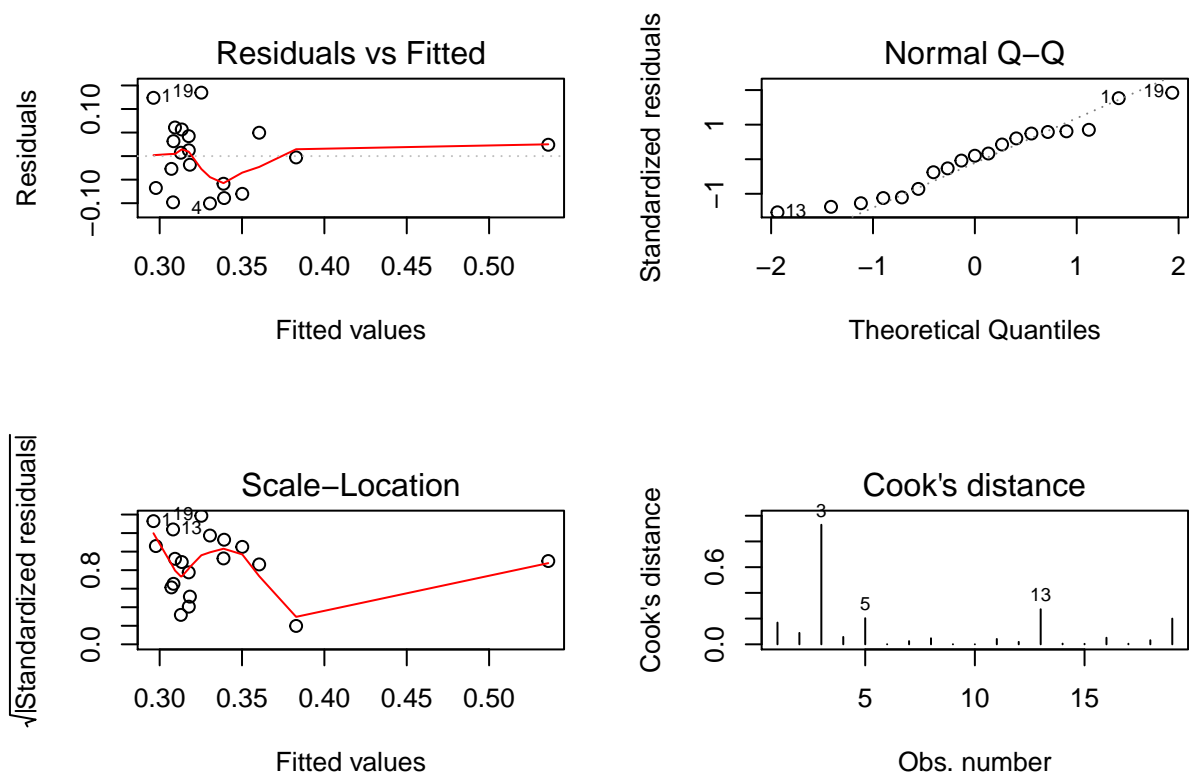 Residuals vs Fitted
Residuals
−0.10
0.10
1
19
4
0.30 0.35 0.40 0.45 0.50
Fitted values
Normal Q−Q
Standardized residuals
−1
1
13
1
19
−2 −1 0 1 2
Theoretical Quantiles
Scale−Location
√|Standardized residuals|
0.0
0.8
1
19
13
0.30 0.35 0.40 0.45 0.50
Fitted values
Cook's distance
Cook's distance
0.0
0.6
3
5
13
5 10 15
Obs. number